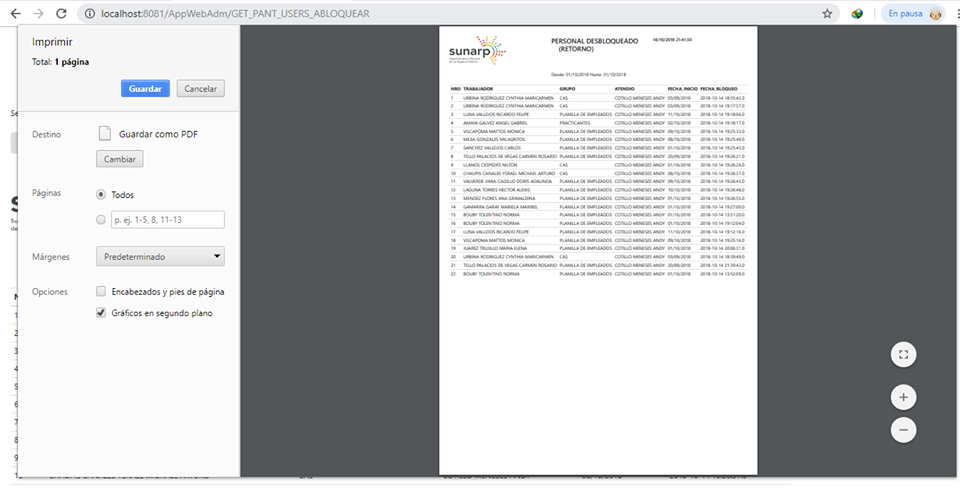 localhost:8081/AppWebAdm/GET_PANT_USERS_ABLOQUEAR
En pausa
Imprimir
Total: 1 página
Guardar Cancelar
Destino Guardar como PDF
Cambiar
Páginas Todos
p. ej. 1-5, 8, 11-13
Márgenes Predeterminado
Opciones Encabezados y pies de página
Gráficos en segundo plano
sunarp
PERSONAL DESBLOQUEADO
(RETORNO)
14/10/2018 21:41:30
Desde: 01/10/2018 Hasta: 31/10/2018
NRO TRABAJADOR GRUPO ATENDIO FECHA_INICIO FECHA_BLOQUEO
1 URBINA RODRIGUEZ CYNTHIA MARICARMEN CAS COTILLO MENESES ANDY 03/09/2018 2018-10-14 18:55:42.0
2 URBINA RODRIGUEZ CYNTHIA MARICARMEN CAS COTILLO MENESES ANDY 03/09/2018 2018-10-14 19:17:57.0
3 LUNA VALLEJOS RICARDO FELIPE PLANILLA DE EMPLEADOS COTILLO MENESES ANDY 11/10/2018 2018-10-14 19:18:06.0
4 AMAYA GALVEZ ANGEL GABRIEL PRACTICANTES COTILLO MENESES ANDY 02/10/2018 2018-10-14 19:18:17.0
5 VILCAPOMA MATTOS MONICA PLANILLA DE EMPLEADOS COTILLO MENESES ANDY 09/10/2018 2018-10-14 19:25:33.0
6 MEJIA GONZALES MILAGRITOS PLANILLA DE EMPLEADOS COTILLO MENESES ANDY 08/10/2018 2018-10-14 19:25:40.0
7 SANCHEZ VALLEJOS CARLOS PLANILLA DE EMPLEADOS COTILLO MENESES ANDY 01/10/2018 2018-10-14 19:25:45.0
8 TELLO PALACIOS DE VEGAS CARMEN ROSARIO PLANILLA DE EMPLEADOS COTILLO MENESES ANDY 20/09/2018 2018-10-14 19:26:21.0
9 LLANOS CESPEDES NILTON CAS COTILLO MENESES ANDY 01/10/2018 2018-10-14 19:26:26.0
10 CHAUPIS CANALES YSRAEL MICHAEL ARTURO CAS COTILLO MENESES ANDY 08/10/2018 2018-10-14 19:26:37.0
11 VALVERDE VARA-CADILLO DORIS ADALINDA PLANILLA DE EMPLEADOS COTILLO MENESES ANDY 09/10/2018 2018-10-14 19:26:43.0
12 LAGUNA TORRES HECTOR ALEXIS PLANILLA DE EMPLEADOS COTILLO MENESES ANDY 10/10/2018 2018-10-14 19:26:48.0
13 MENDEZ FLORES ANA GRIMALDINA PLANILLA DE EMPLEADOS COTILLO MENESES ANDY 01/10/2018 2018-10-14 19:26:55.0
14 GAMARRA GARAY MARIELA MARIBEL PLANILLA DE EMPLEADOS COTILLO MENESES ANDY 01/10/2018 2018-10-14 19:27:00.0
15 BOLIBY TOLENTINO NORMA PLANILLA DE EMPLEADOS COTILLO MENESES ANDY 01/10/2018 2018-10-14 13:51:20.0
16 BOLIBY TOLENTINO NORMA PLANILLA DE EMPLEADOS COTILLO MENESES ANDY 01/10/2018 2018-10-14 19:12:04.0
17 LUNA VALLEJOS RICARDO FELIPE PLANILLA DE EMPLEADOS COTILLO MENESES ANDY 11/10/2018 2018-10-14 19:12:16.0
18 VILCAPOMA MATTOS MONICA PLANILLA DE EMPLEADOS COTILLO MENESES ANDY 09/10/2018 2018-10-14 19:25:16.0
19 JUAREZ TRUJILLO MARIA ELENA PLANILLA DE EMPLEADOS COTILLO MENESES ANDY 01/10/2018 2018-10-14 20:06:31.0
20 URBINA RODRIGUEZ CYNTHIA MARICARMEN CAS COTILLO MENESES ANDY 03/09/2018 2018-10-14 18:39:49.0
21 TELLO PALACIOS DE VEGAS CARMEN ROSARIO PLANILLA DE EMPLEADOS COTILLO MENESES ANDY 20/09/2018 2018-10-14 21:39:43.0
22 BOLIBY TOLENTINO NORMA PLANILLA DE EMPLEADOS COTILLO MENESES ANDY 01/10/2018 2018-10-14 13:52:09.0